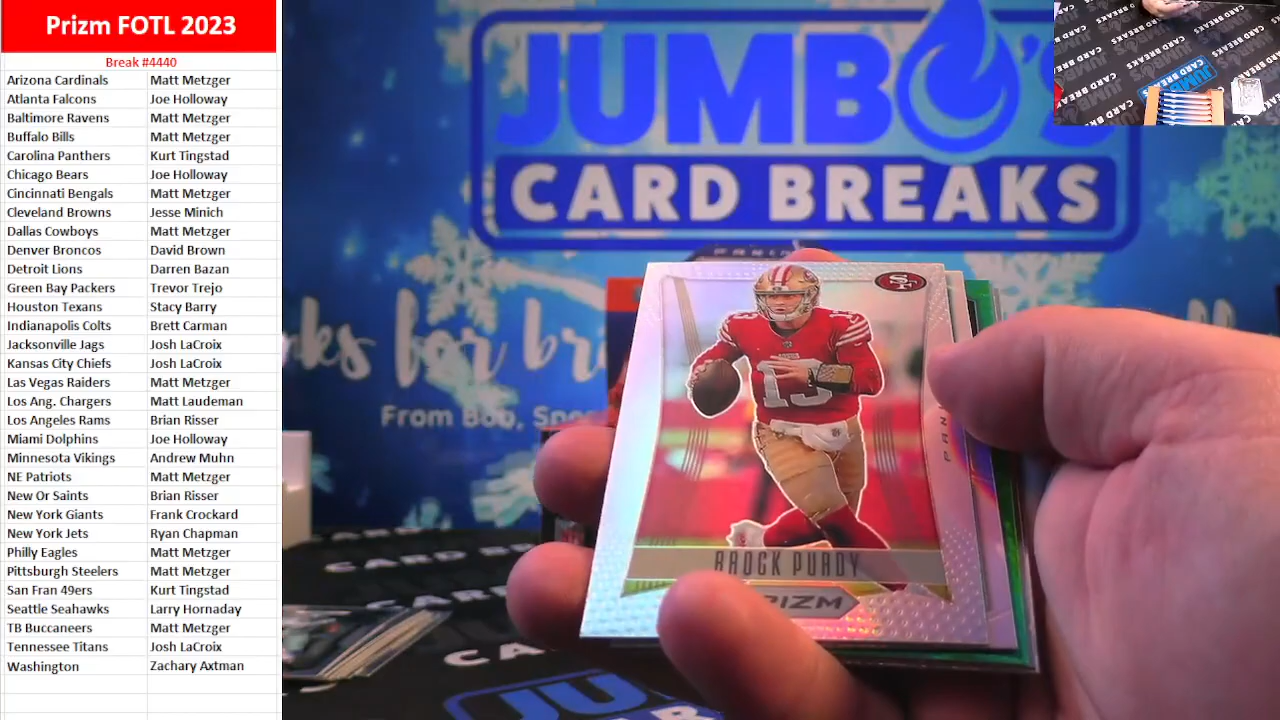 Prizm FOTL 2023
Break #4440
Arizona Cardinals Matt Metzger
Atlanta Falcons Joe Holloway
Baltimore Ravens Matt Metzger
Buffalo Bills Matt Metzger
Carolina Panthers Kurt Tingstad
Chicago Bears Joe Holloway
Cincinnati Bengals Matt Metzger
Cleveland Browns Jesse Minich
Dallas Cowboys Matt Metzger
Denver Broncos David Brown
Detroit Lions Darren Bazan
Green Bay Packers Trevor Trejo
Houston Texans Stacy Barry
Indianapolis Colts Brett Carman
Jacksonville Jags Josh LaCroix
Kansas City Chiefs Josh LaCroix
Las Vegas Raiders Matt Metzger
Los Ang. Chargers Matt Laudeman
Los Angeles Rams Brian Risser
Miami Dolphins Joe Holloway
Minnesota Vikings Andrew Muhn
NE Patriots Matt Metzger
New Or Saints Brian Risser
New York Giants Frank Crockard
New York Jets Ryan Chapman
Philly Eagles Matt Metzger
Pittsburgh Steelers Matt Metzger
San Fran 49ers Kurt Tingstad
Seattle Seahawks Larry Hornaday
TB Buccaneers Matt Metzger
Tennessee Titans Josh LaCroix
Washington Zachary Axtman
JUMBO'S
CARD BREAKS
for
From Bob,
SF
13
BROCK PURDY
PRIZM
CARD BREAKS